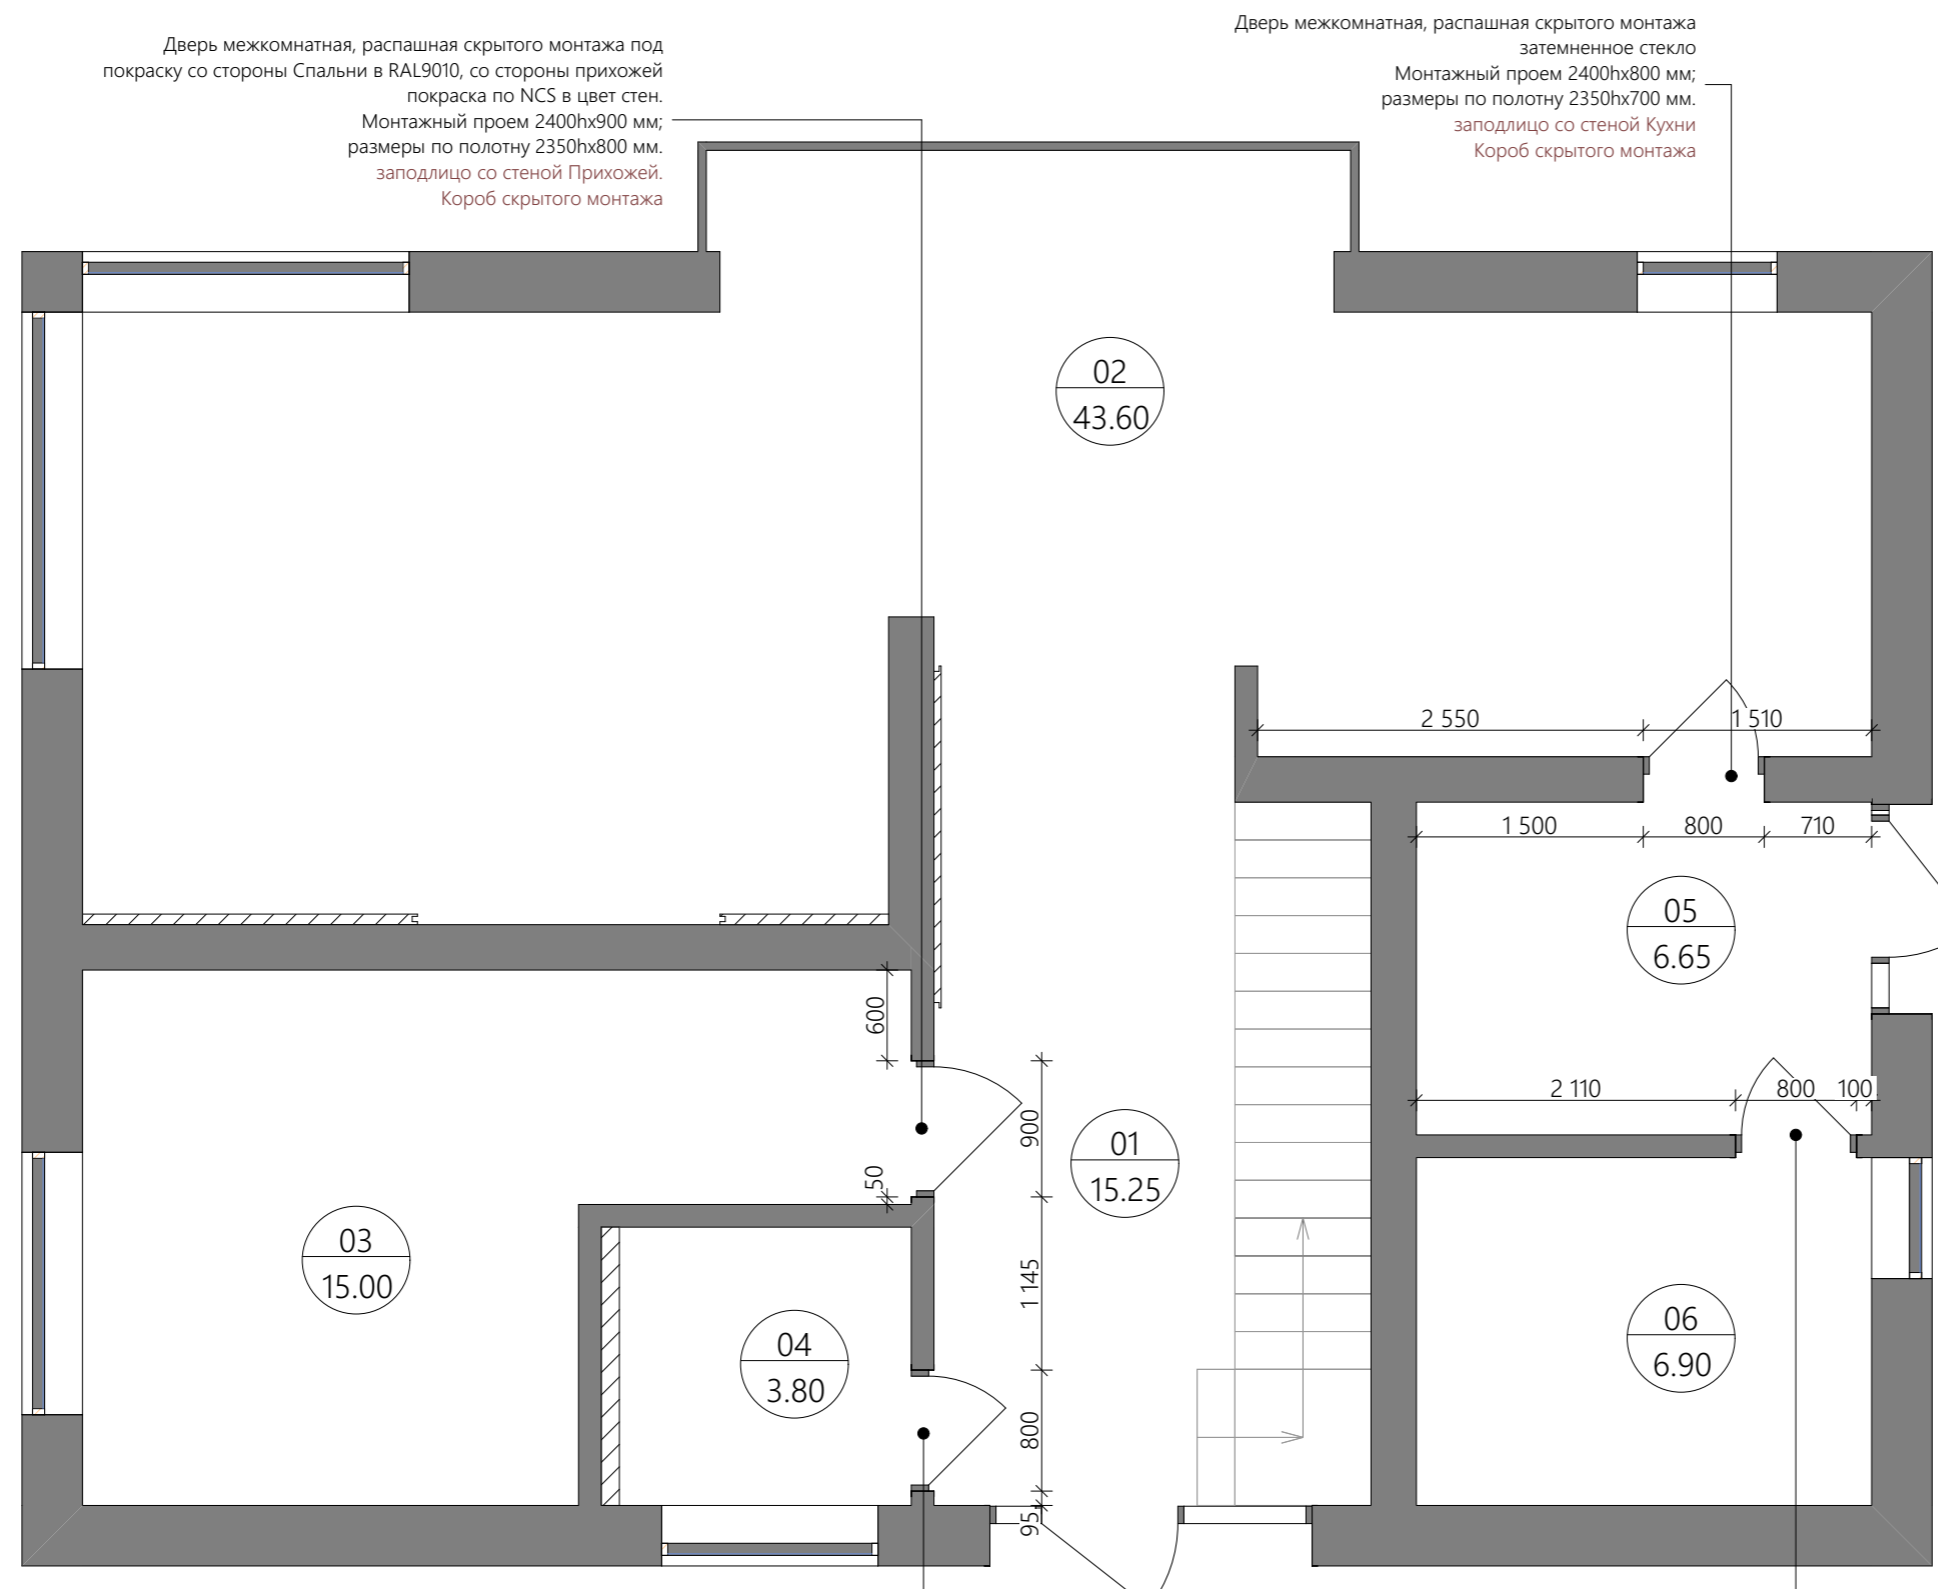 Дверь межкомнатная, распашная скрытого монтажа под
покраску со стороны Спальни в RAL9010, со стороны прихожей
покраска по NCS в цвет стен.
Монтажный проем 2400hx900 мм;
размеры по полотну 2350hx800 мм.
заподлицо со стеной Прихожей.
Короб скрытого монтажа
Дверь межкомнатная, распашная скрытого монтажа
затемненное стекло
Монтажный проем 2400hx800 мм;
размеры по полотну 2350hx700 мм.
заподлицо со стеной Кухни
Короб скрытого монтажа
02
43.60
2 550
1 510
1 500
800
710
05
6.65
600
2 110
800
100
900
01
15.25
50
03
15.00
1 145
04
3.80
06
6.90
800
95